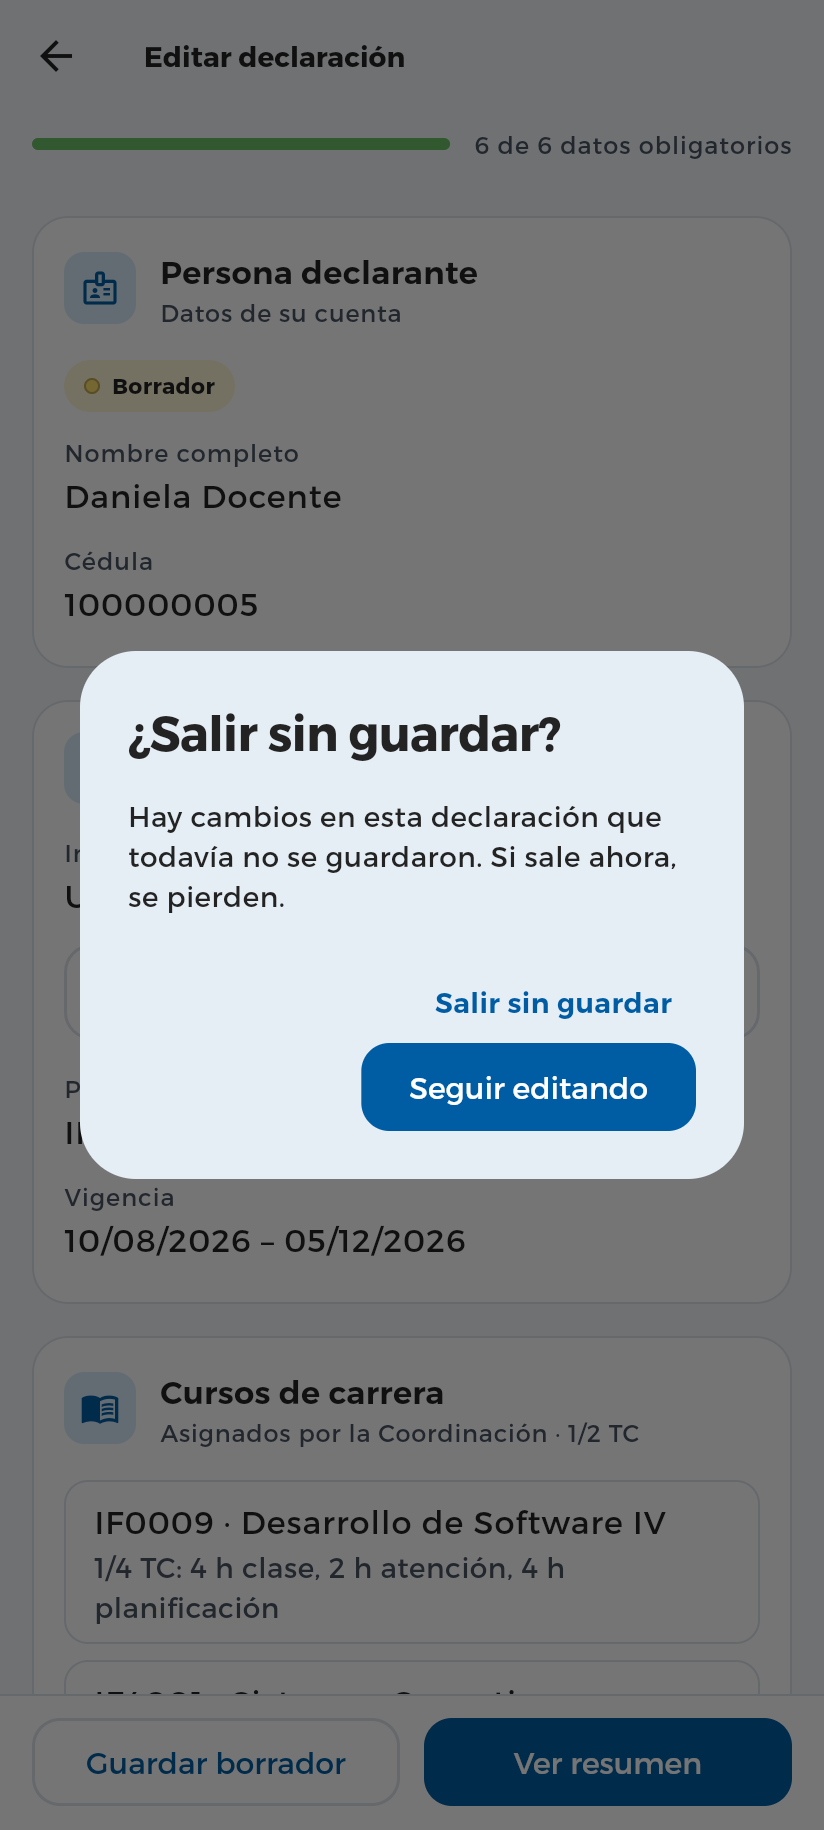 Editar declaración
6 de 6 datos obligatorios
Persona declarante
Datos de su cuenta
Borrador
Nombre completo
Daniela Docente
Cédula
100000005
¿Salir sin guardar?
Hay cambios en esta declaración que
todavía no se guardaron. Si sale ahora,
se pierden.
Salir sin guardar
Seguir editando
Vigencia
10/08/2026 – 05/12/2026
Cursos de carrera
Asignados por la Coordinación · 1/2 TC
IF0009 · Desarrollo de Software IV
1/4 TC: 4 h clase, 2 h atención, 4 h
planificación
Guardar borrador
Ver resumen